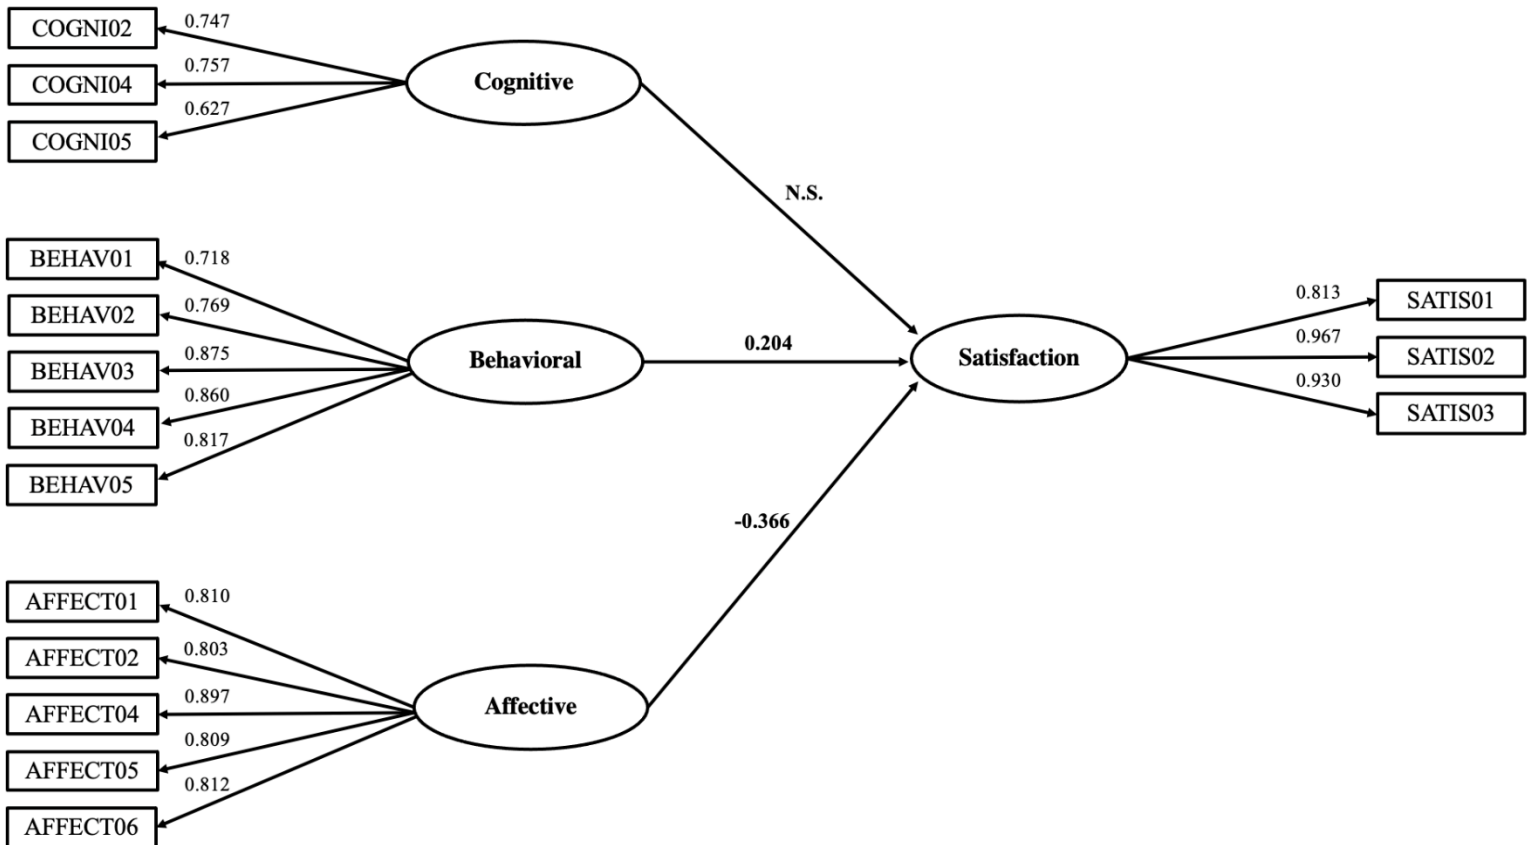 COGNI02
0.747
COGNI04
0.757
COGNI05
0.627
Cognitive
N.S.
BEHAV01
0.718
BEHAV02
0.769
BEHAV03
0.875
BEHAV04
0.860
BEHAV05
0.817
Behavioral
0.204
Satisfaction
0.813
SATIS01
0.967
SATIS02
0.930
SATIS03
-0.366
AFFECT01
0.810
AFFECT02
0.803
AFFECT04
0.897
AFFECT05
0.809
AFFECT06
0.812
Affective